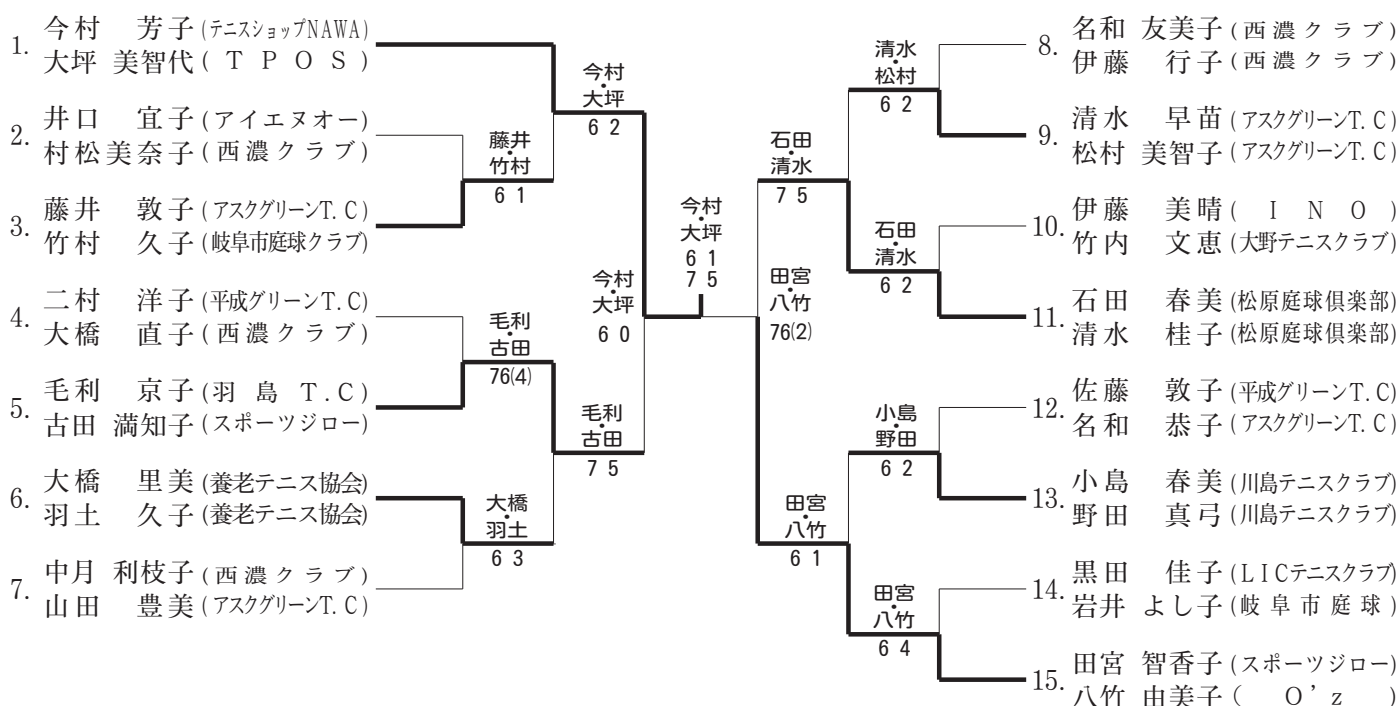 1. 今村 芳子 (テニスショップNAWA)
大坪 美智代 (TPOS)
2. 井口 宜子 (アイエヌオー)
村松美奈子 (西濃クラブ)
3. 藤井 敦子 (アスクグリーンT.C)
竹村 久子 (岐阜市庭球クラブ)
4. 二村 洋子 (平成グリーンT.C)
大橋 直子 (西濃クラブ)
5. 毛利 京子 (羽島T.C)
古田 満知子 (スポーツジロー)
6. 大橋 里美 (養老テニス協会)
羽土 久子 (養老テニス協会)
7. 中月 利枝子 (西濃クラブ)
山田 豊美 (アスクグリーンT.C)
藤井・
竹村
6 1
毛利・
古田
76(4)
大橋・
羽土
6 3
今村・
大坪
6 2
毛利・
古田
7 5
今村・
大坪
6 0
今村・
大坪
6 1
7 5
田宮・
八竹
76(2)
石田・
清水
7 5
田宮・
八竹
6 1
清水・
松村
6 2
石田・
清水
6 2
小島・
野田
6 2
田宮・
八竹
6 4
8. 名和 友美子 (西濃クラブ)
伊藤 行子 (西濃クラブ)
9. 清水 早苗 (アスクグリーンT.C)
松村 美智子 (アスクグリーンT.C)
10. 伊藤 美晴 (INO)
竹内 文恵 (大野テニスクラブ)
11. 石田 春美 (松原庭球倶楽部)
清水 桂子 (松原庭球倶楽部)
12. 佐藤 敦子 (平成グリーンT.C)
名和 恭子 (アスクグリーンT.C)
13. 小島 春美 (川島テニスクラブ)
野田 真弓 (川島テニスクラブ)
14. 黒田 佳子 (LICテニスクラブ)
岩井 よし子 (岐阜市庭球)
15. 田宮 智香子 (スポーツジロー)
八竹 由美子 (O'z)